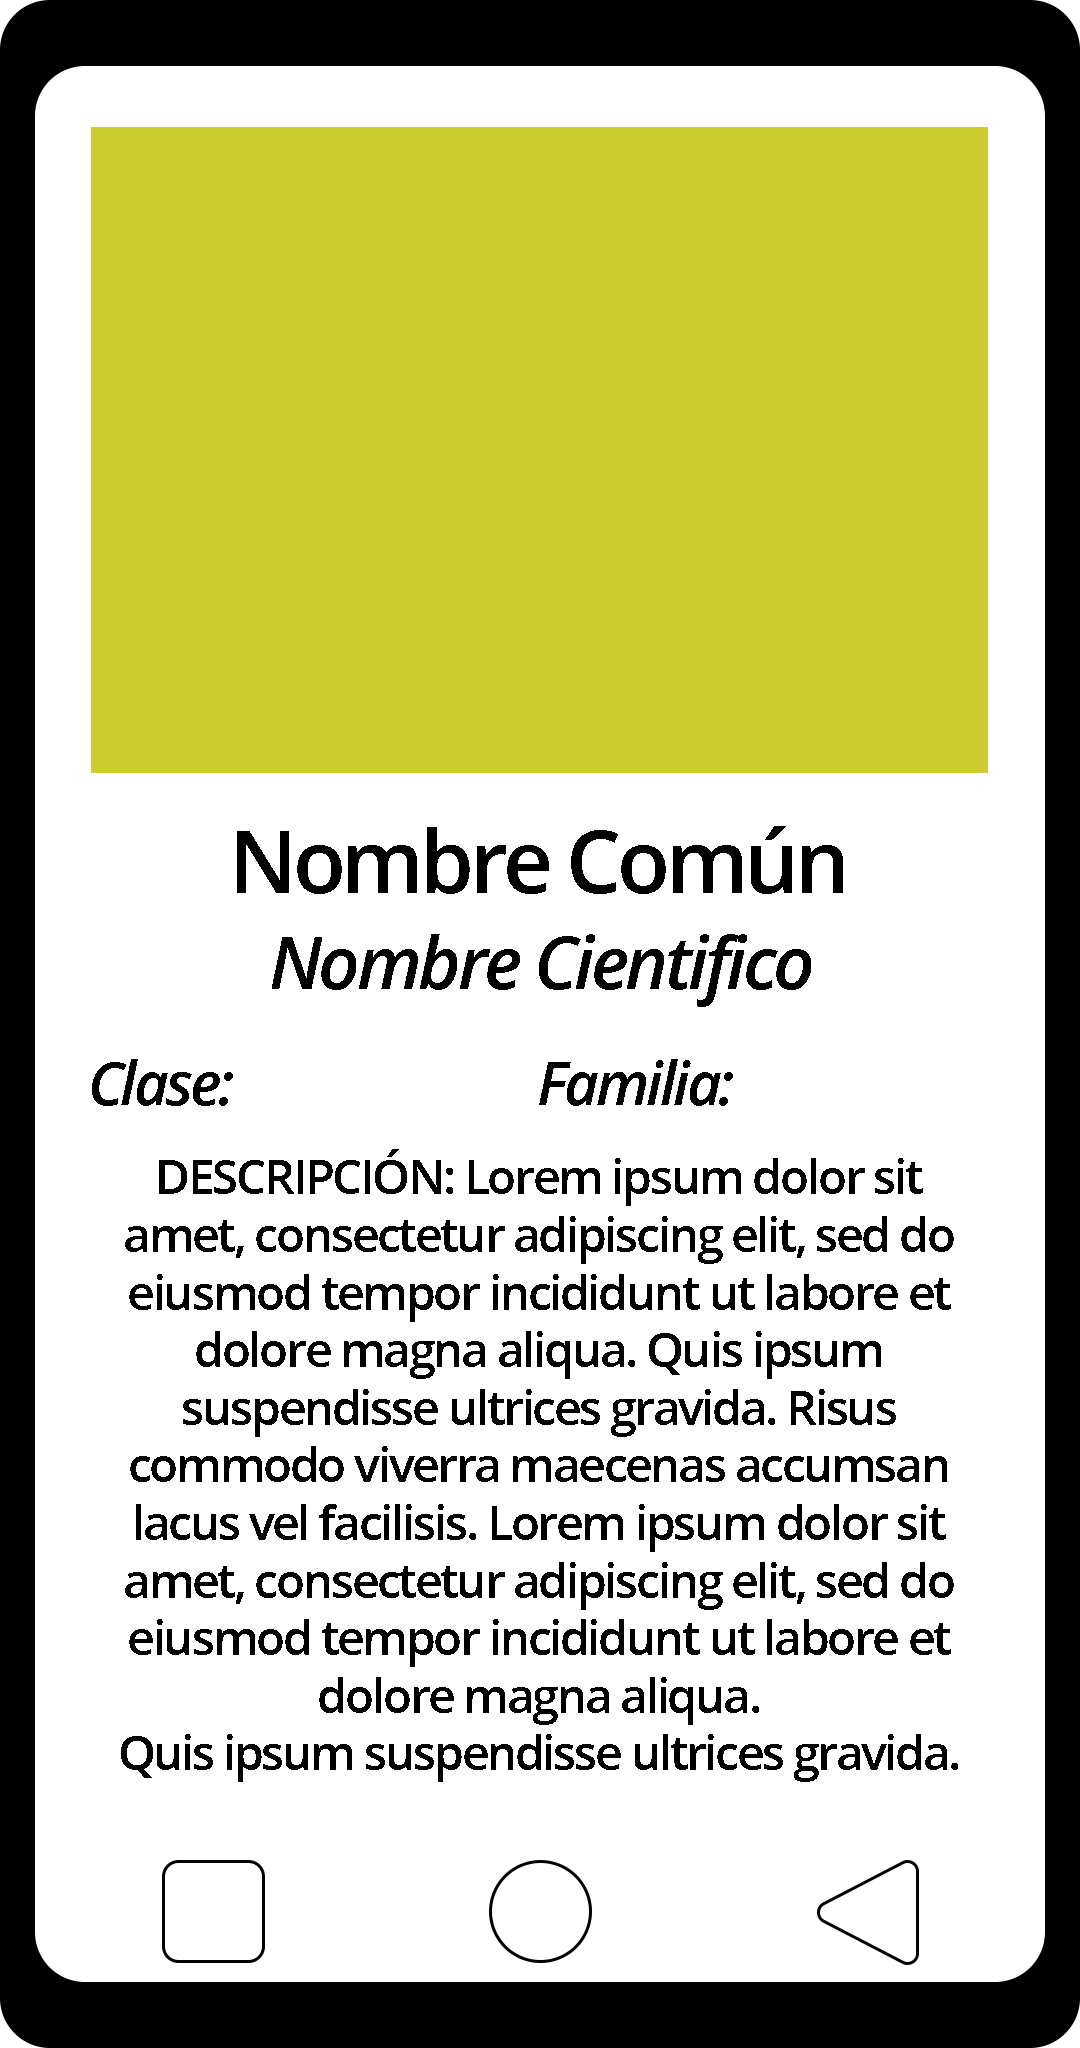 Nombre Común
Nombre Cientifico
Clase: Familia:
DESCRIPCIÓN: Lorem ipsum dolor sit
amet, consectetur adipiscing elit, sed do
eiusmod tempor incididunt ut labore et
dolore magna aliqua. Quis ipsum
suspendisse ultrices gravida. Risus
commodo viverra maecenas accumsan
lacus vel facilisis. Lorem ipsum dolor sit
amet, consectetur adipiscing elit, sed do
eiusmod tempor incididunt ut labore et
dolore magna aliqua.
Quis ipsum suspendisse ultrices gravida.